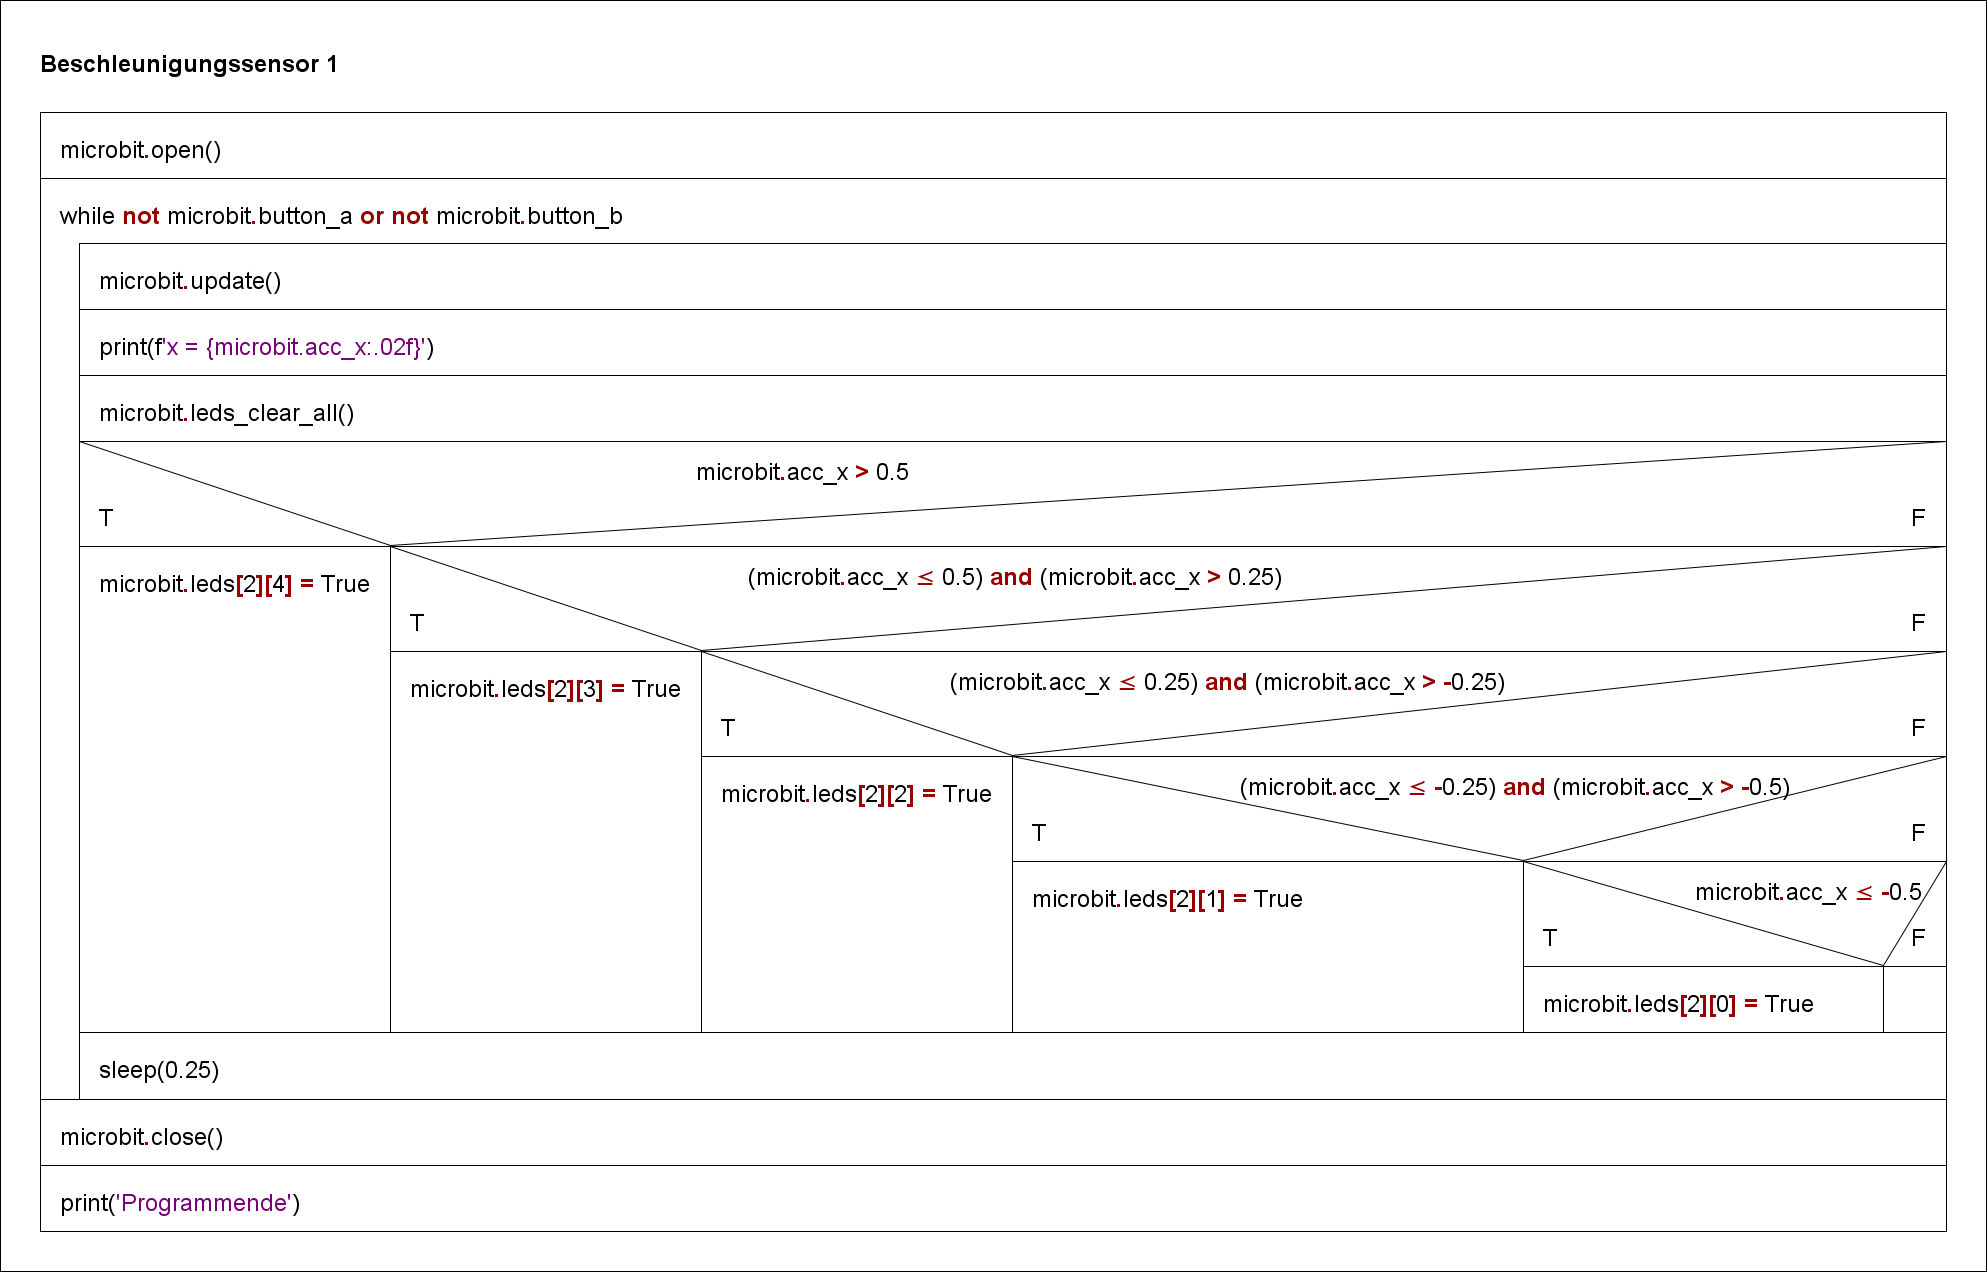 Beschleunigungssensor 1
microbit.open()
while not microbit.button_a or not microbit.button_b
microbit.update()
print(f'x = {microbit.acc_x:.02f}')
microbit.leds_clear_all()
microbit.acc_x > 0.5
T
F
microbit.leds[2][4] = True
(microbit.acc_x ≤ 0.5) and (microbit.acc_x > 0.25)
T
F
microbit.leds[2][3] = True
(microbit.acc_x ≤ 0.25) and (microbit.acc_x > -0.25)
T
F
microbit.leds[2][2] = True
(microbit.acc_x ≤ -0.25) and (microbit.acc_x > -0.5)
T
F
microbit.leds[2][1] = True
microbit.acc_x ≤ -0.5
T
F
microbit.leds[2][0] = True
sleep(0.25)
microbit.close()
print('Programmende')